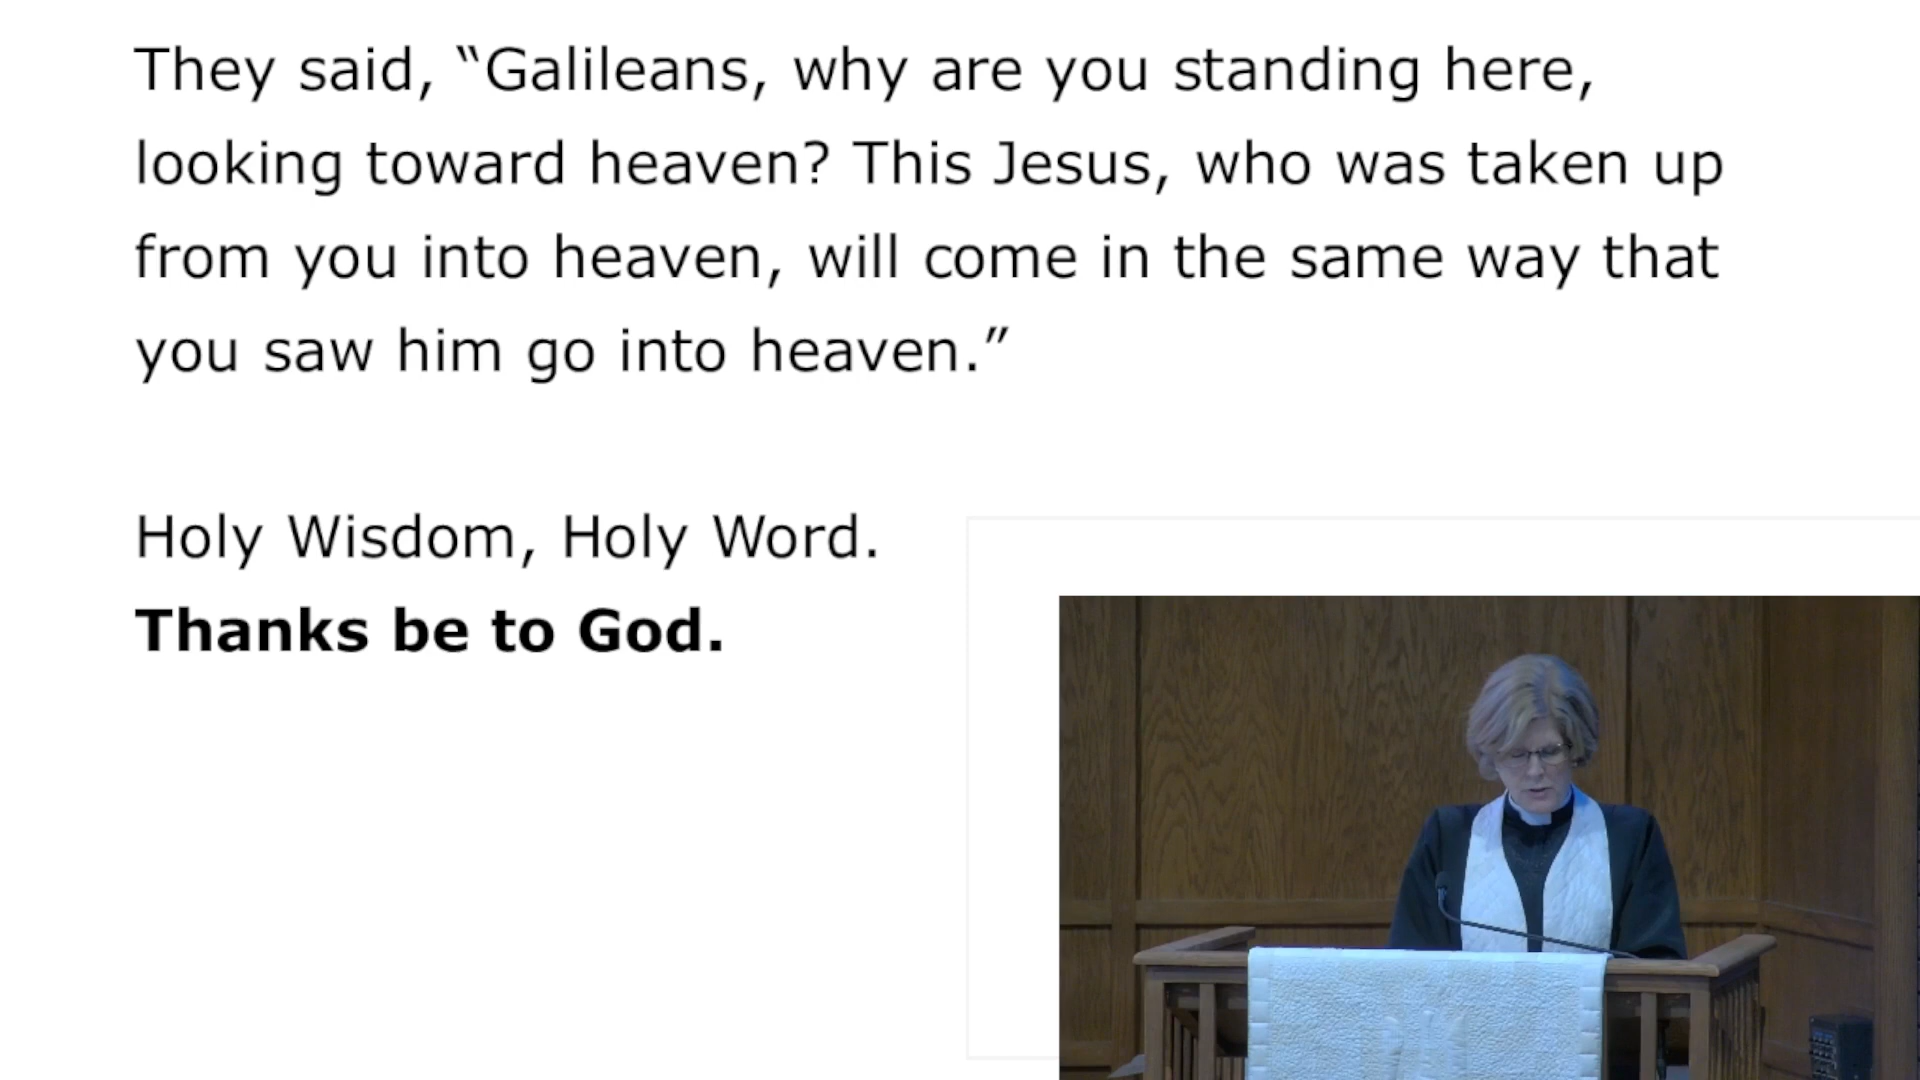 They said, “Galileans, why are you standing here,
looking toward heaven? This Jesus, who was taken up
from you into heaven, will come in the same way that
you saw him go into heaven.”
Holy Wisdom, Holy Word.
Thanks be to God.